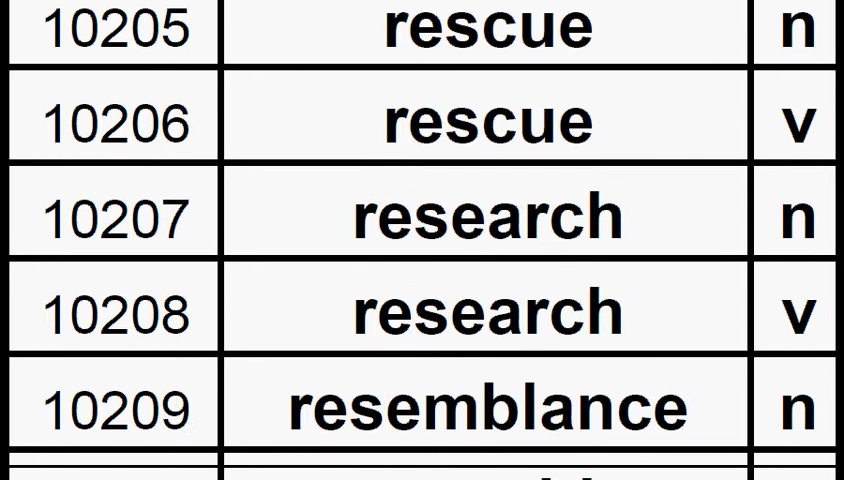 10205 rescue n
10206 rescue v
10207 research n
10208 research v
10209 resemblance n